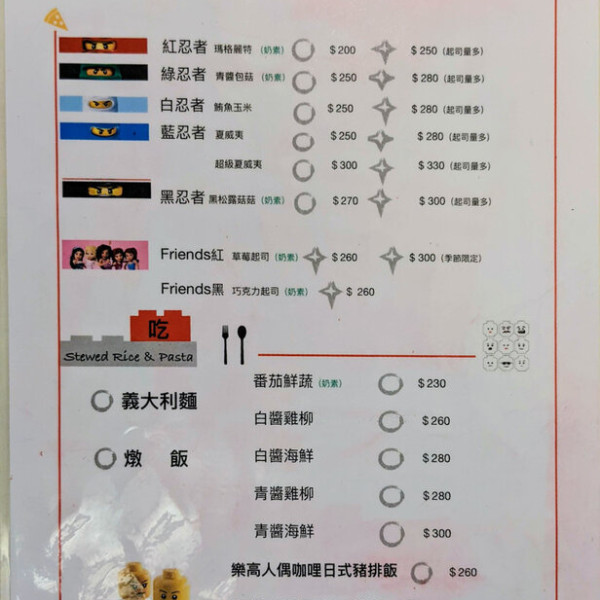 紅忍者 瑪格麗特 (奶素) $200 $250 (起司量多)
綠忍者 青醬包菇 (奶素) $250 $280 (起司量多)
白忍者 鮪魚玉米 $250 $280 (起司量多)
藍忍者 夏威夷 $250 $280 (起司量多)
超級夏威夷 $300 $330 (起司量多)
黑忍者 黑松露菇菇 (奶素) $270 $300 (起司量多)
Friends紅 草莓起司 (奶素) $260 $300 (季節限定)
Friends黑 巧克力起司 (奶素) $260
吃
Stewed Rice & Pasta
義大利麵
燉 飯
番茄鮮蔬 (奶素) $230
白醬雞柳 $260
白醬海鮮 $280
青醬雞柳 $280
青醬海鮮 $300
樂高人偶咖哩日式豬排飯 $260